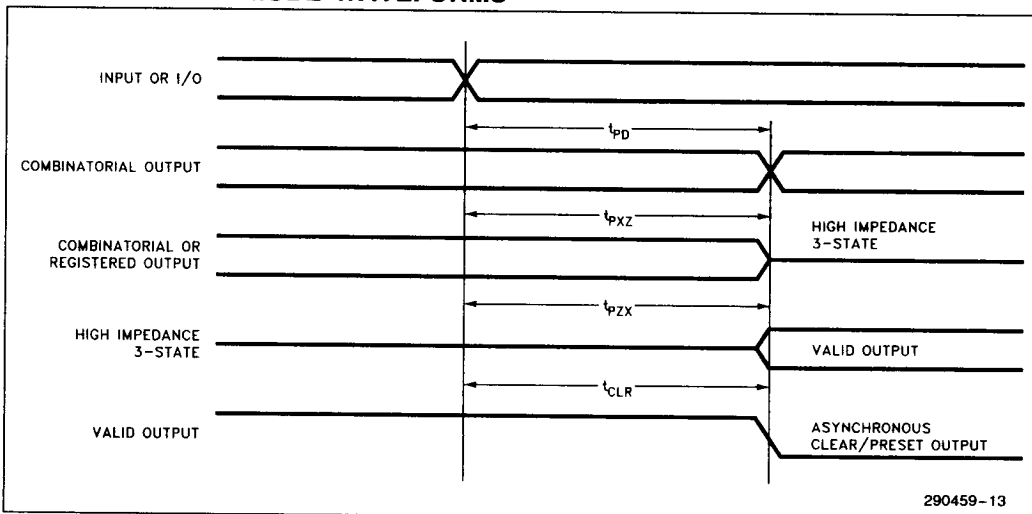 INPUT OR I/O
tPD
COMBINATORIAL OUTPUT
tPXZ
HIGH IMPEDANCE
3-STATE
COMBINATORIAL OR
REGISTERED OUTPUT
tPZX
HIGH IMPEDANCE
3-STATE
VALID OUTPUT
tCLR
VALID OUTPUT
ASYNCHRONOUS
CLEAR/PRESET OUTPUT
290459-13